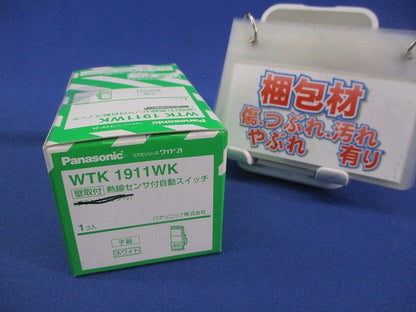 Panasonic
WTK 1911WK
Panasonic コスモシリーズワイド21
WTK 1911WK
壁取付 熱線センサ付自動スイッチ
1コ入
パナソニック株式会社
子器
ホワイト
梱包材
傷・つぶれ・汚れ
やぶれ 有り